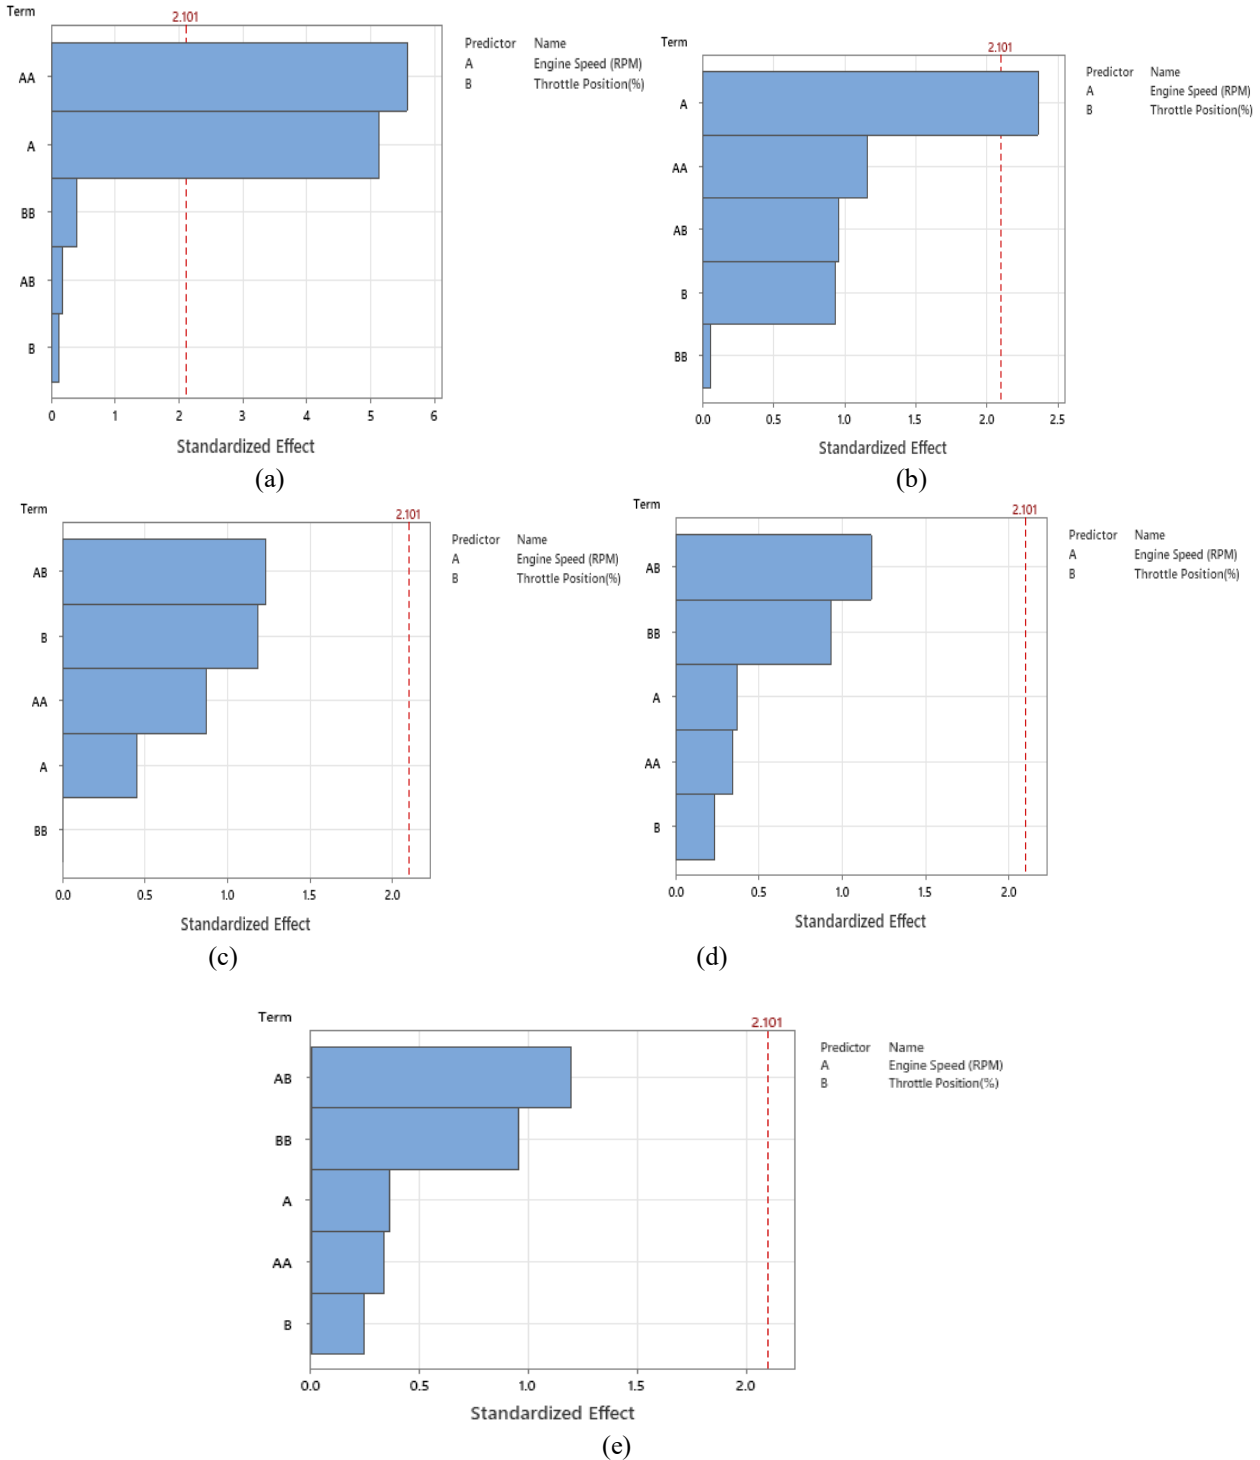 Term
2.101
Predictor Name
A Engine Speed (RPM)
B Throttle Position(%)
AA
A
BB
AB
B
0 1 2 3 4 5 6
Standardized Effect
(a)
Term
2.101
Predictor Name
A Engine Speed (RPM)
B Throttle Position(%)
A
AA
AB
B
BB
0.0 0.5 1.0 1.5 2.0 2.5
Standardized Effect
(b)
Term
2.101
Predictor Name
A Engine Speed (RPM)
B Throttle Position(%)
AB
B
AA
A
BB
0.0 0.5 1.0 1.5 2.0
Standardized Effect
(c)
Term
2.101
Predictor Name
A Engine Speed (RPM)
B Throttle Position(%)
AB
BB
A
AA
B
0.0 0.5 1.0 1.5 2.0
Standardized Effect
(d)
Term
2.101
Predictor Name
A Engine Speed (RPM)
B Throttle Position(%)
AB
BB
A
AA
B
0.0 0.5 1.0 1.5 2.0
Standardized Effect
(e)